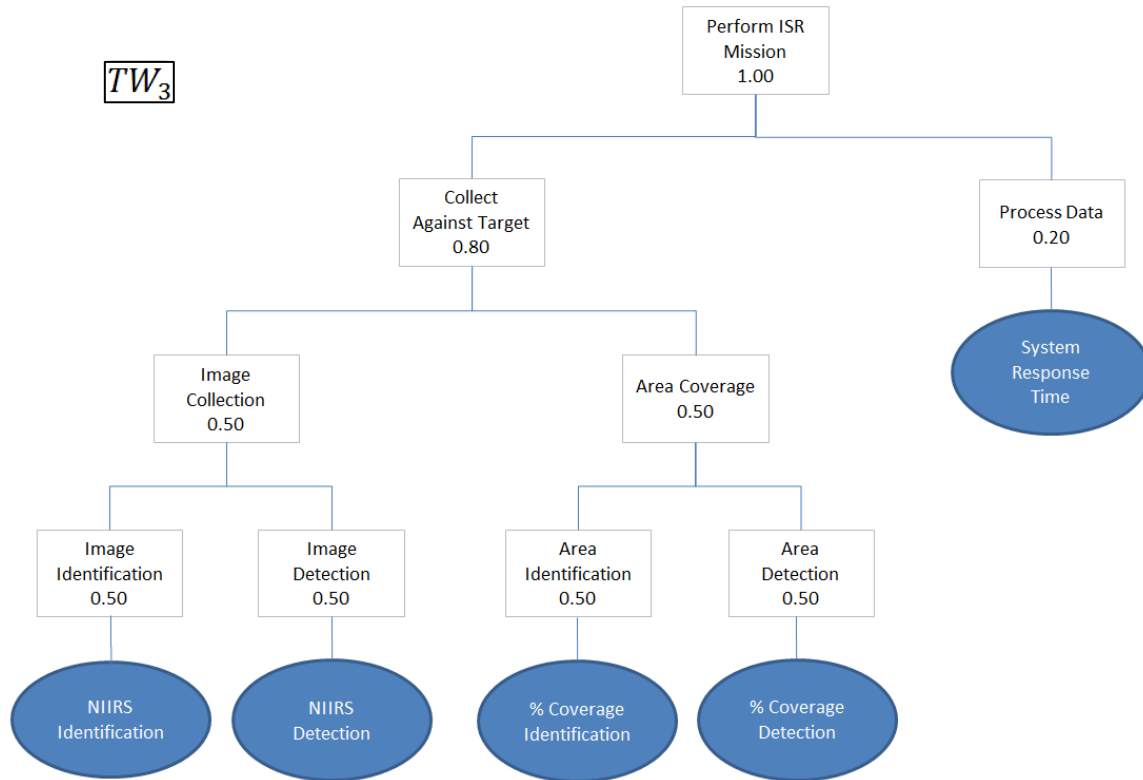 TW₃
Perform ISR
Mission
1.00
Collect
Against Target
0.80
Process Data
0.20
System
Response
Time
Image
Collection
0.50
Area Coverage
0.50
Image
Identification
0.50
Image
Detection
0.50
Area
Identification
0.50
Area
Detection
0.50
NIIRS
Identification
NIIRS
Detection
% Coverage
Identification
% Coverage
Detection